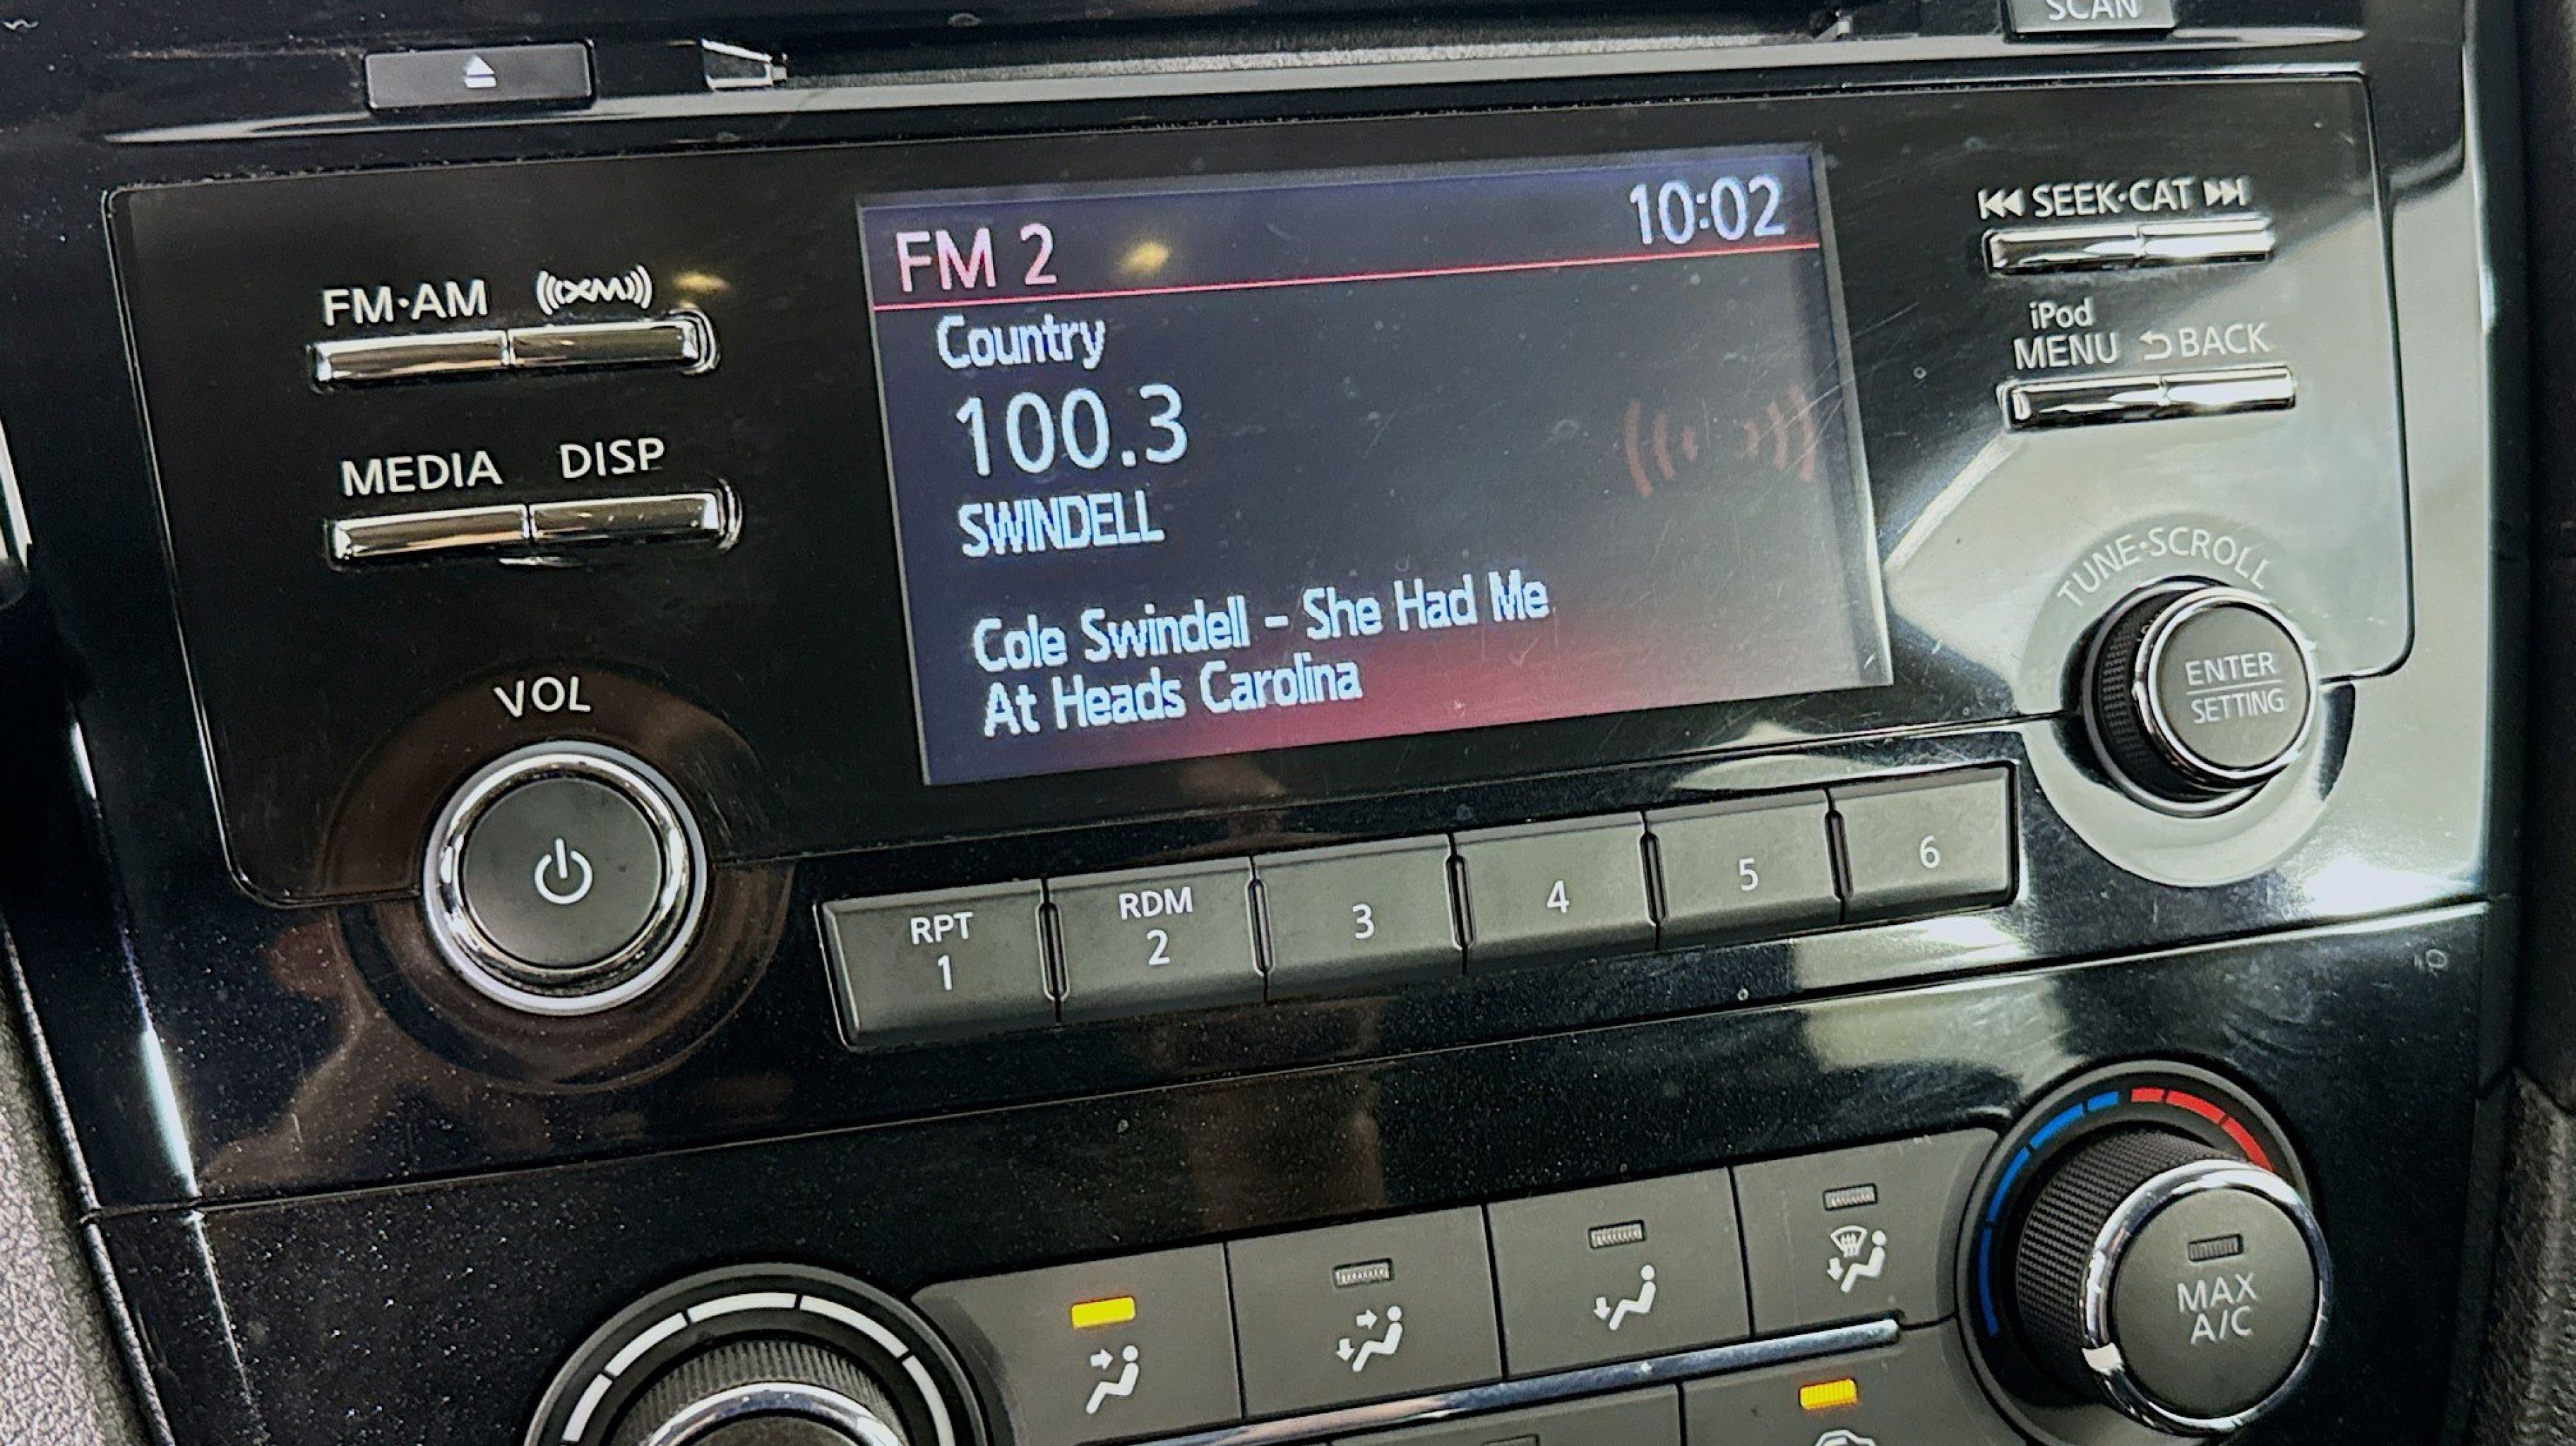 SCAN
FM 2 10:02
SEEK·CAT
FM·AM XM
Country
iPod
MENU BACK
100.3
MEDIA DISP
SWINDELL
TUNE·SCROLL
Cole Swindell - She Had Me
At Heads Carolina
VOL
ENTER
SETTING
RPT
1
RDM
2
3
4
5
6
MAX
A/C